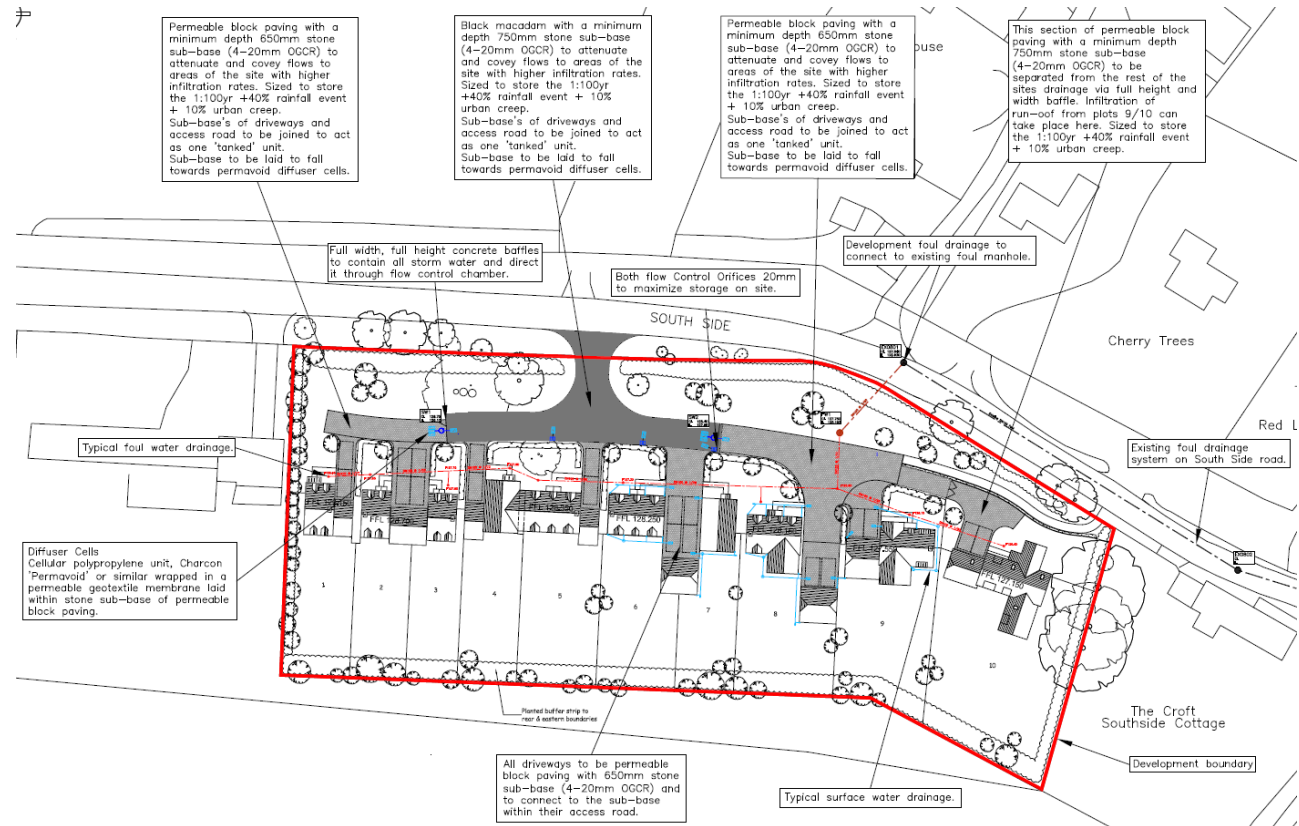 Permeable block paving with a
minimum depth 650mm stone
sub-base (4-20mm OGCR) to
attenuate and covey flows to
areas of the site with higher
infiltration rates. Sized to store
the 1:100yr +40% rainfall event
+ 10% urban creep.
Sub-base's of driveways and
access road to be joined to act
as one 'tanked' unit.
Sub-base to be laid to fall
towards permavoid diffuser cells.
Black macadam with a minimum
depth 750mm stone sub-base
(4-20mm OGCR) to attenuate
and covey flows to areas of the
site with higher infiltration rates.
Sized to store the 1:100yr
+40% rainfall event + 10%
urban creep.
Sub-base's of driveways and
access road to be joined to act
as one 'tanked' unit.
Sub-base to be laid to fall
towards permavoid diffuser cells.
Permeable block paving with a
minimum depth 650mm stone
sub-base (4-20mm OGCR) to
attenuate and covey flows to
areas of the site with higher
infiltration rates. Sized to store
the 1:100yr +40% rainfall event
+ 10% urban creep.
Sub-base's of driveways and
access road to be joined to act
as one 'tanked' unit.
Sub-base to be laid to fall
towards permavoid diffuser cells.
ouse
This section of permeable block
paving with a minimum depth
750mm stone sub-base
(4-20mm OGCR) to be
separated from the rest of the
sites drainage via full height and
width baffle. Infiltration of
run-oof from plots 9/10 can
take place here. Sized to store
the 1:100yr +40% rainfall event
+ 10% urban creep.
Full width, full height concrete baffles
to contain all storm water and direct
it through flow control chamber.
Both flow Control Orifices 20mm
to maximize storage on site.
Development foul drainage to
connect to existing foul manhole.
SOUTH SIDE
Cherry Trees
Red L
Typical foul water drainage.
Existing foul drainage
system on South Side road.
SW1
FFL 128.250
FFL 127.150
Diffuser Cells
Cellular polypropylene unit, Charcon
'Permavoid' or similar wrapped in a
permeable geotextile membrane laid
within stone sub-base of permeable
block paving.
1
2
3
4
5
6
7
8
9
10
Planted buffer strip to
rear & eastern boundaries
The Croft
Southside Cottage
Development boundary
All driveways to be permeable
block paving with 650mm stone
sub-base (4-20mm OGCR) and
to connect to the sub-base
within their access road.
Typical surface water drainage.